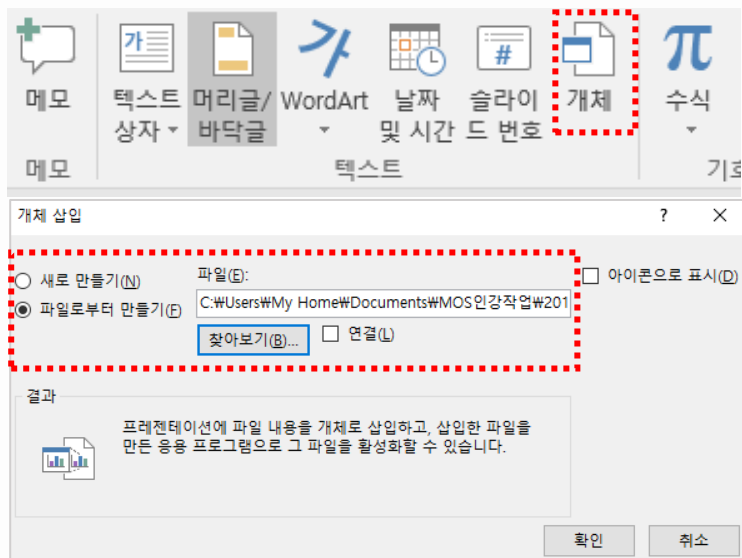 메모
텍스트 상자
머리글/바닥글
WordArt
날짜 및 시간
슬라이드 번호
개체
수식
메모
텍스트
기호
개체 삽입
? X
새로 만들기(N)
파일(E):
아이콘으로 표시(D)
파일로부터 만들기(F)
C:₩Users₩My Home₩Documents₩MOS인강작업₩201
찾아보기(B)...
연결(L)
결과
프레젠테이션에 파일 내용을 개체로 삽입하고, 삽입한 파일을
만든 응용 프로그램으로 그 파일을 활성화할 수 있습니다.
확인
취소